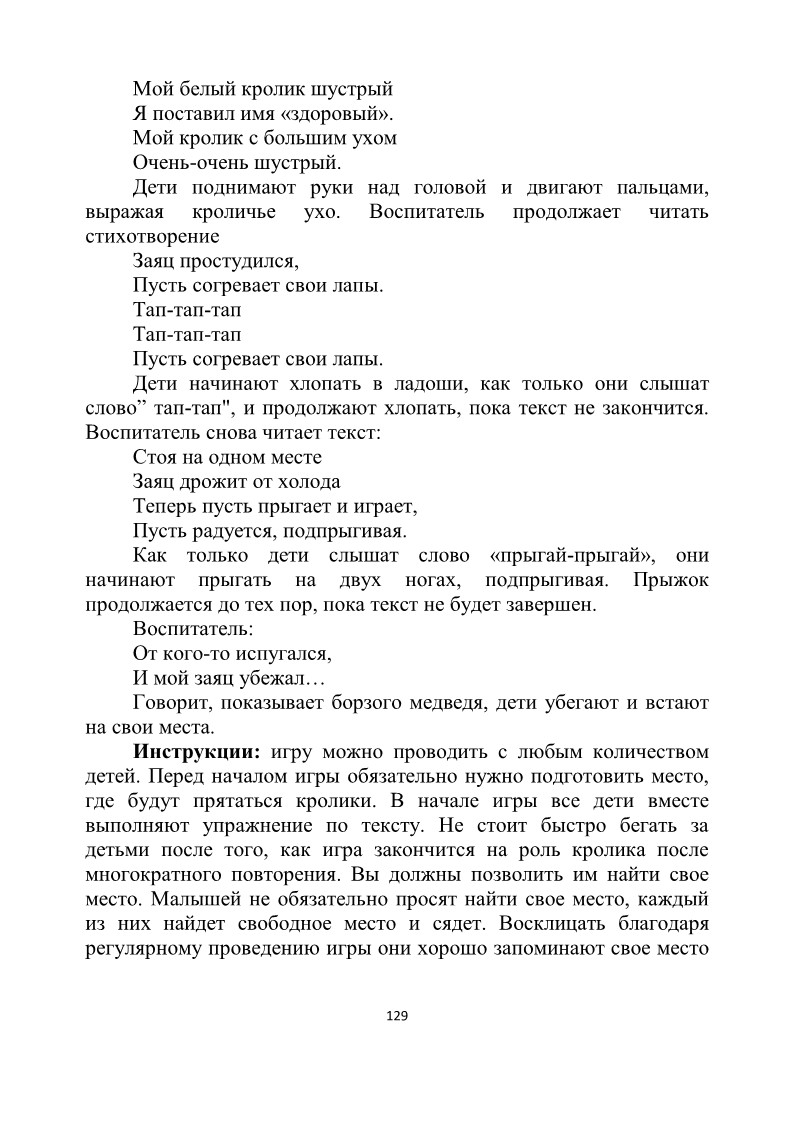 Мой белый кролик шустрый
Я поставил имя «здоровый».
Мой кролик с большим ухом
Очень-очень шустрый.
Дети поднимают руки над головой и двигают пальцами,
выражая кроличье ухо. Воспитатель продолжает читать
стихотворение
Заяц простудился,
Пусть согревает свои лапы.
Тап-тап-тап
Тап-тап-тап
Пусть согревает свои лапы.
Дети начинают хлопать в ладоши, как только они слышат
слово” тап-тап", и продолжают хлопать, пока текст не закончится.
Воспитатель снова читает текст:
Стоя на одном месте
Заяц дрожит от холода
Теперь пусть прыгает и играет,
Пусть радуется, подпрыгивая.
Как только дети слышат слово «прыгай-прыгай», они
начинают прыгать на двух ногах, подпрыгивая. Прыжок
продолжается до тех пор, пока текст не будет завершен.
Воспитатель:
От кого-то испугался,
И мой заяц убежал…
Говорит, показывает борзого медведя, дети убегают и встают
на свои места.
Инструкции: игру можно проводить с любым количеством
детей. Перед началом игры обязательно нужно подготовить место,
где будут прятаться кролики. В начале игры все дети вместе
выполняют упражнение по тексту. Не стоит быстро бегать за
детьми после того, как игра закончится на роль кролика после
многократного повторения. Вы должны позволить им найти свое
место. Малышей не обязательно просят найти свое место, каждый
из них найдет свободное место и сядет. Восклицать благодаря
регулярному проведению игры они хорошо запоминают свое место
129